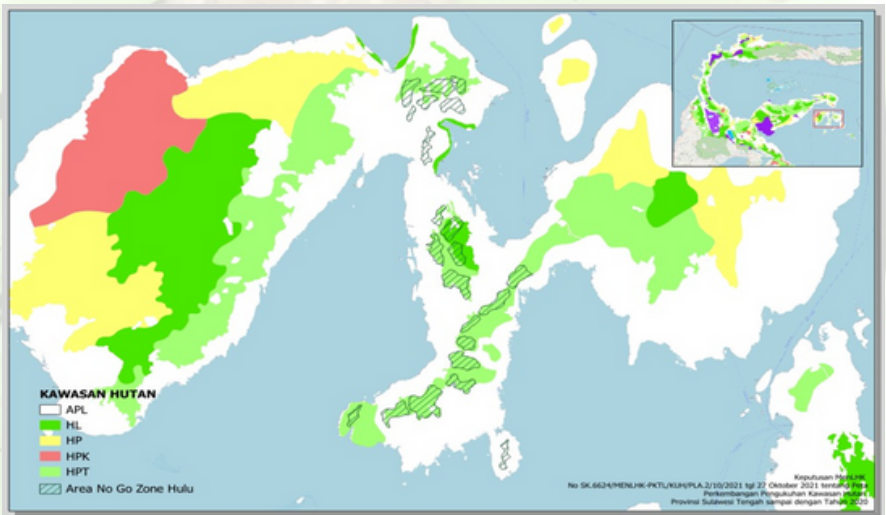 KAWASAN HUTAN
APL
HL
HP
HPK
HPT
Area No Go Zone Hulu
Keputusan MenLHK
No SK.6624/MENLHK-PKTL/KUH/PLA.2/10/2021 tgl 27 Oktober 2021 tentang Peta
Perkembangan Pengukuhan Kawasan Hutan
Provinsi Sulawesi Tengah sampai dengan Tahun 2020